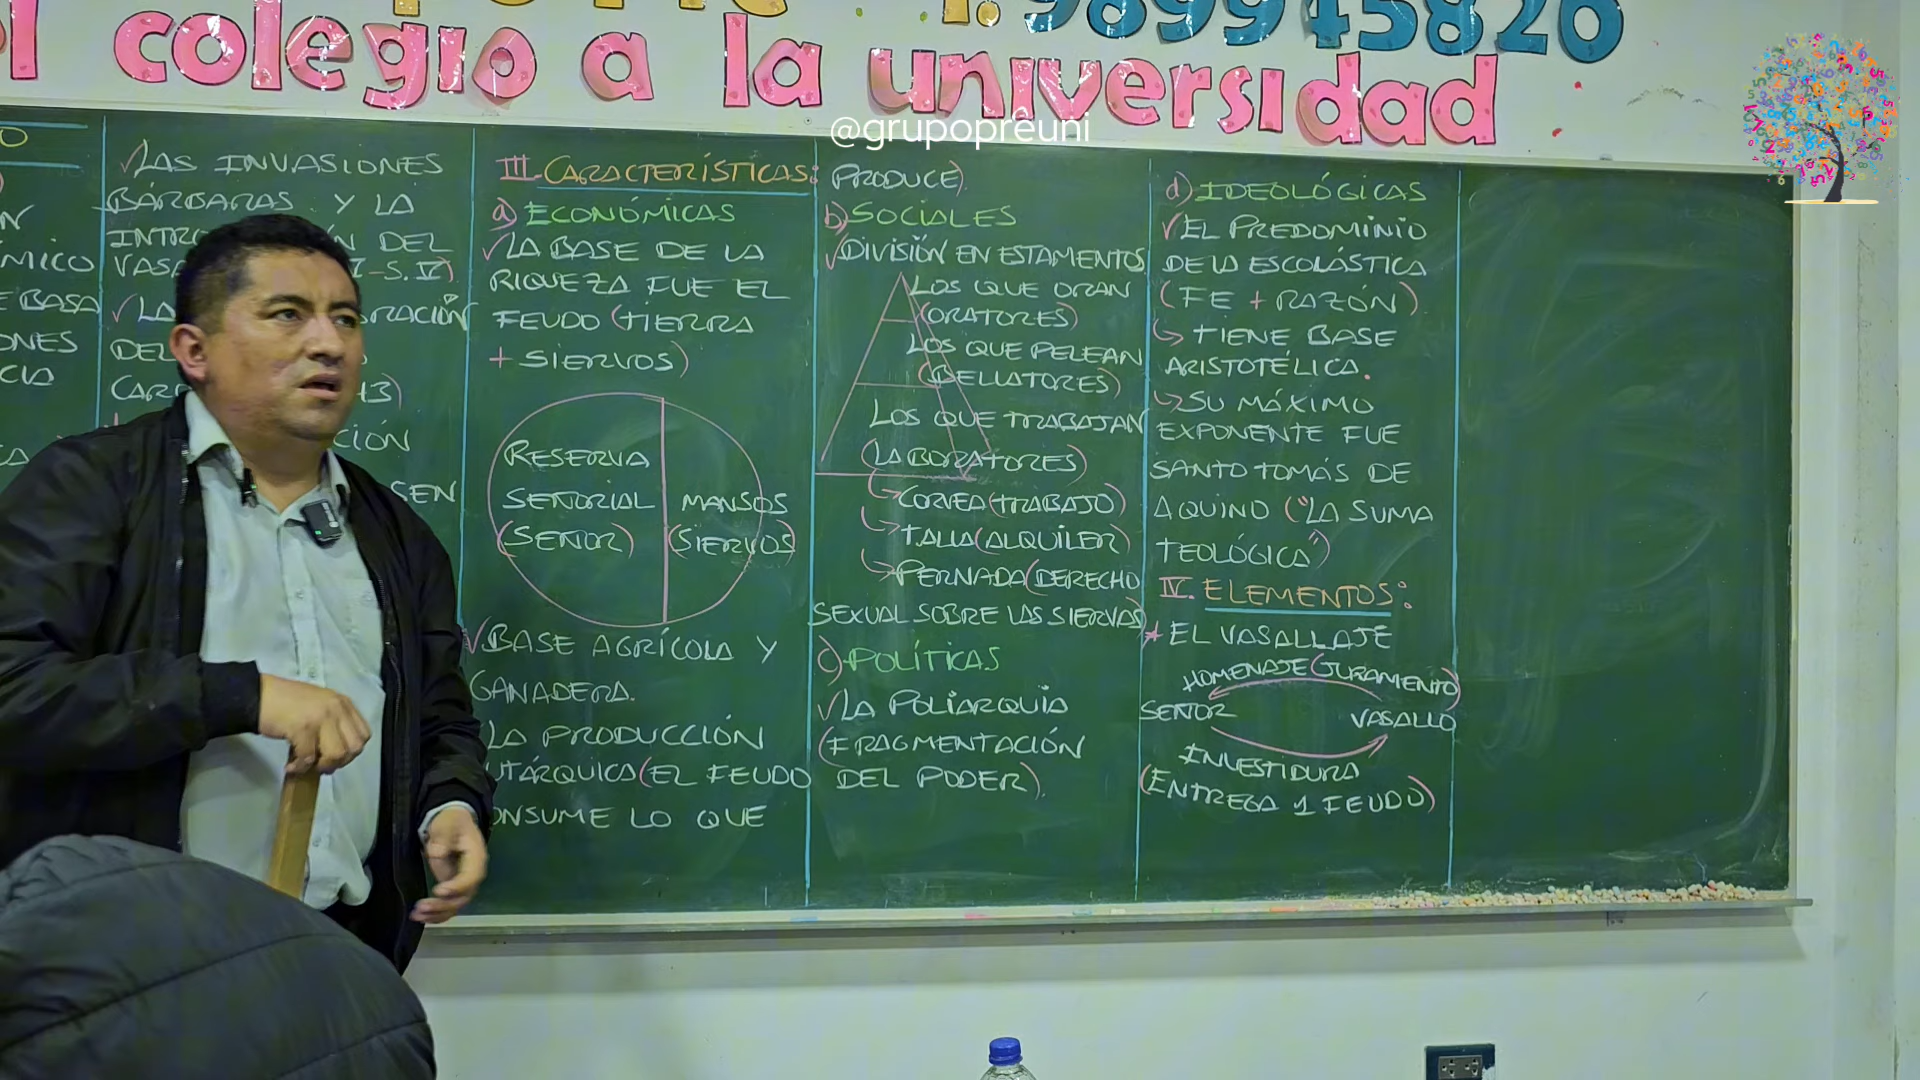 colegio a la universidad
989945820
@grupopreuni
LAS INVASIONES
BÁRBARAS Y LA
DEL
S.V)
LA
DEL
13)
CIÓN
SEN
MICO
E BASA
ONES
CIA
III. CARACTERÍSTICAS:
a) ECONÓMICAS
✓LA BASE DE LA
RIQUEZA FUE EL
FEUDO (TIERRA
+ SIERVOS)
RESERVA
SEÑORIAL
(SEÑOR)
MANSOS
(SIERVOS)
✓BASE AGRÍCOLA Y
GANADERA.
LA PRODUCCIÓN
UTÁRQUICA (EL FEUDO
ONSUME LO QUE
PRODUCE).
b) SOCIALES
✓DIVISIÓN EN ESTAMENTOS
LOS QUE ORAN
(ORATORES)
LOS QUE PELEAN
(BELLATORES)
LOS QUE TRABAJAN
(LABORATORES)
↳CORVEA (TRABAJO)
↳TALLA (ALQUILER)
↳PERNADA (DERECHO
SEXUAL SOBRE LAS SIERVAS)
c) POLÍTICAS
✓LA POLIARQUÍA
(FRAGMENTACIÓN
DEL PODER).
d) IDEOLÓGICAS
✓EL PREDOMINIO
DE LA ESCOLÁSTICA
(FE + RAZÓN)
↳ TIENE BASE
ARISTOTÉLICA.
↳SU MÁXIMO
EXPONENTE FUE
SANTO TOMÁS DE
AQUINO ("LA SUMA
TEOLÓGICA")
IV. ELEMENTOS:
* EL VASALLAJE
HOMENAJE (JURAMENTO)
SEÑOR VASALLO
INVESTIDURA
(ENTREGA 1 FEUDO)